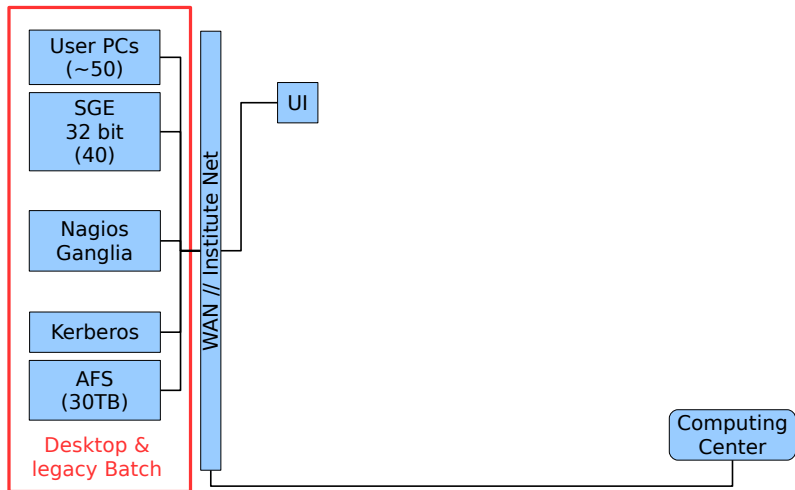 User PCs
(~50)
SGE
32 bit
(40)
Nagios
Ganglia
Kerberos
AFS
(30TB)
Desktop &
legacy Batch
WAN // Institute Net
UI
Computing
Center